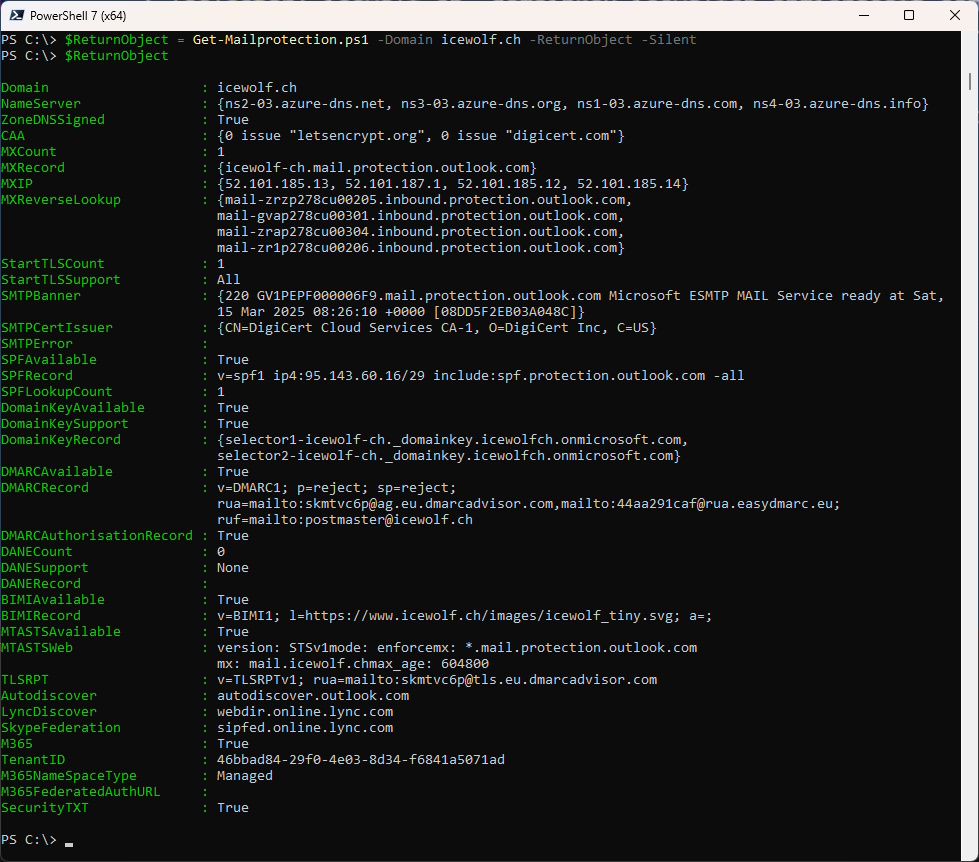 PowerShell 7 (x64)
PS C:\> $ReturnObject = Get-Mailprotection.ps1 -Domain icewolf.ch -ReturnObject -Silent
PS C:\> $ReturnObject
Domain : icewolf.ch
NameServer : {ns2-03.azure-dns.net, ns3-03.azure-dns.org, ns1-03.azure-dns.com, ns4-03.azure-dns.info}
ZoneDNSSigned : True
CAA : {0 issue "letsencrypt.org", 0 issue "digicert.com"}
MXCount : 1
MXRecord : {icewolf-ch.mail.protection.outlook.com}
MXIP : {52.101.185.13, 52.101.187.1, 52.101.185.12, 52.101.185.14}
MXReverseLookup : {mail-zrzp278cu00205.inbound.protection.outlook.com,
mail-gvap278cu00301.inbound.protection.outlook.com,
mail-zrap278cu00304.inbound.protection.outlook.com,
mail-zr1p278cu00206.inbound.protection.outlook.com}
StartTLSCount : 1
StartTLSSupport : All
SMTPBanner : {220 GV1PEPF000006F9.mail.protection.outlook.com Microsoft ESMTP MAIL Service ready at Sat,
15 Mar 2025 08:26:10 +0000 [08DD5F2EB03A048C]}
SMTPCertIssuer : {CN=DigiCert Cloud Services CA-1, O=DigiCert Inc, C=US}
SMTPError :
SPFAvailable : True
SPFRecord : v=spf1 ip4:95.143.60.16/29 include:spf.protection.outlook.com -all
SPFLookupCount : 1
DomainKeyAvailable : True
DomainKeySupport : True
DomainKeyRecord : {selector1-icewolf-ch._domainkey.icewolfch.onmicrosoft.com,
selector2-icewolf-ch._domainkey.icewolfch.onmicrosoft.com}
DMARCAvailable : True
DMARCRecord : v=DMARC1; p=reject; sp=reject;
rua=mailto:skmtvc6p@ag.eu.dmarcadvisor.com,mailto:44aa291caf@rua.easydmarc.eu;
ruf=mailto:postmaster@icewolf.ch
DMARCAuthorisationRecord : True
DANECount : 0
DANESupport : None
DANERecord :
BIMIAvailable : True
BIMIRecord : v=BIMI1; l=https://www.icewolf.ch/images/icewolf_tiny.svg; a=;
MTASTSAvailable : True
MTASTSWeb : version: STSv1mode: enforcemx: *.mail.protection.outlook.com
mx: mail.icewolf.chmax_age: 604800
TLSRPT : v=TLSRPTv1; rua=mailto:skmtvc6p@tls.eu.dmarcadvisor.com
Autodiscover : autodiscover.outlook.com
LyncDiscover : webdir.online.lync.com
SkypeFederation : sipfed.online.lync.com
M365 : True
TenantID : 46bbad84-29f0-4e03-8d34-f6841a5071ad
M365NameSpaceType : Managed
M365FederatedAuthURL :
SecurityTXT : True
PS C:\>